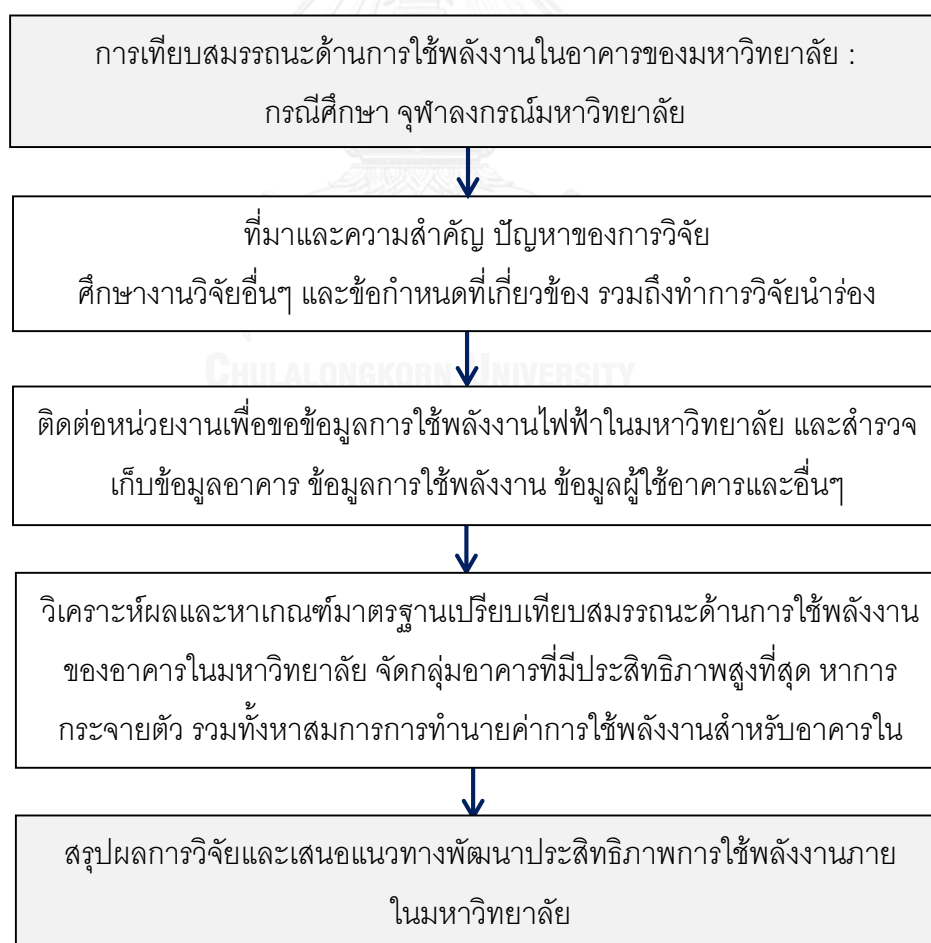 การเทียบสมรรถนะด้านการใช้พลังงานในอาคารของมหาวิทยาลัย :
กรณีศึกษา จุฬาลงกรณ์มหาวิทยาลัย
ที่มาและความสำคัญ ปัญหาของการวิจัย
ศึกษางานวิจัยอื่นๆ และข้อกำหนดที่เกี่ยวข้อง รวมถึงทำการวิจัยนำร่อง
CHULALONGKORN UNIVERSITY
ติดต่อหน่วยงานเพื่อขอข้อมูลการใช้พลังงานไฟฟ้าในมหาวิทยาลัย และสำรวจ
เก็บข้อมูลอาคาร ข้อมูลการใช้พลังงาน ข้อมูลผู้ใช้อาคารและอื่นๆ
วิเคราะห์ผลและหาเกณฑ์มาตรฐานเปรียบเทียบสมรรถนะด้านการใช้พลังงาน
ของอาคารในมหาวิทยาลัย จัดกลุ่มอาคารที่มีประสิทธิภาพสูงที่สุด หาการ
กระจายตัว รวมทั้งหาสมการการทำนายค่าการใช้พลังงานสำหรับอาคารใน
สรุปผลการวิจัยและเสนอแนวทางพัฒนาประสิทธิภาพการใช้พลังงานภาย
ในมหาวิทยาลัย